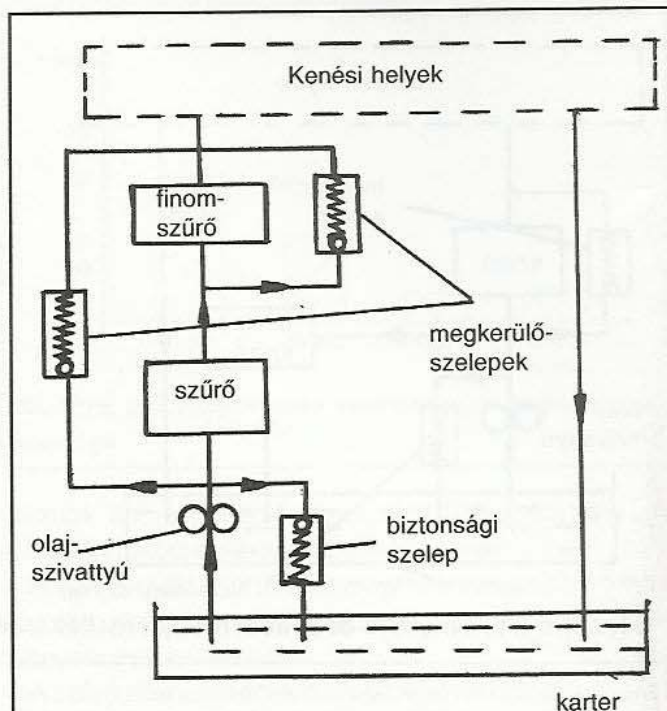 Kenési helyek
finom-
szűrő
megkerülő-
szelepek
szűrő
olaj-
szivattyú
biztonsági
szelep
karter